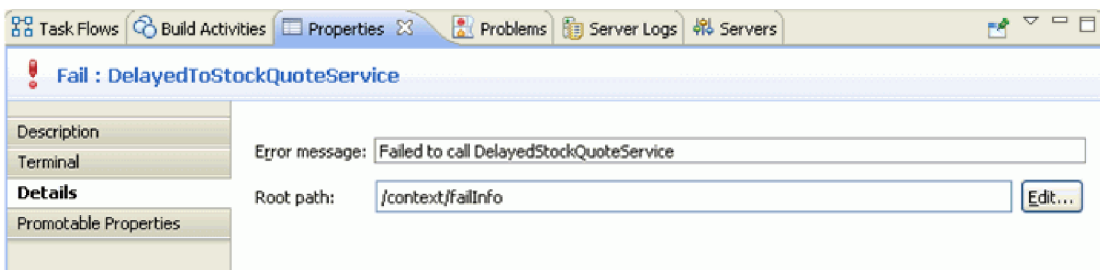 Task Flows Build Activities Properties Problems Server Logs Servers
Fail : DelayedToStockQuoteService
Description
Terminal
Details
Promotable Properties
Error message: Failed to call DelayedStockQuoteService
Root path: /context/failInfo Edit...